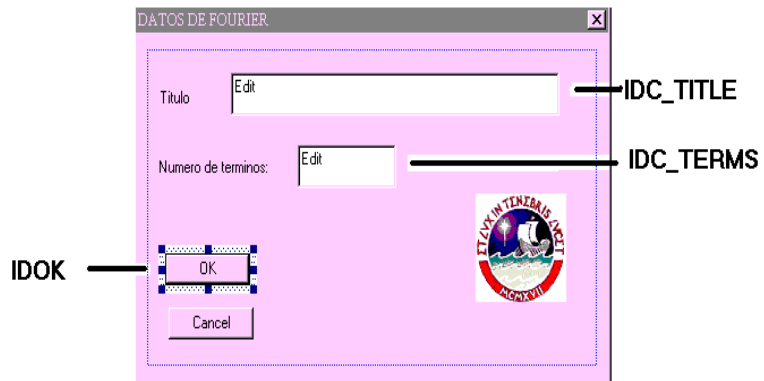 DATOS DE FOURIER
Titulo
Edit
IDC_TITLE
Numero de terminos:
Edit
IDC_TERMS
ET LVX IN TENEBRIS LVCET
MCMXVII
IDOK
OK
Cancel